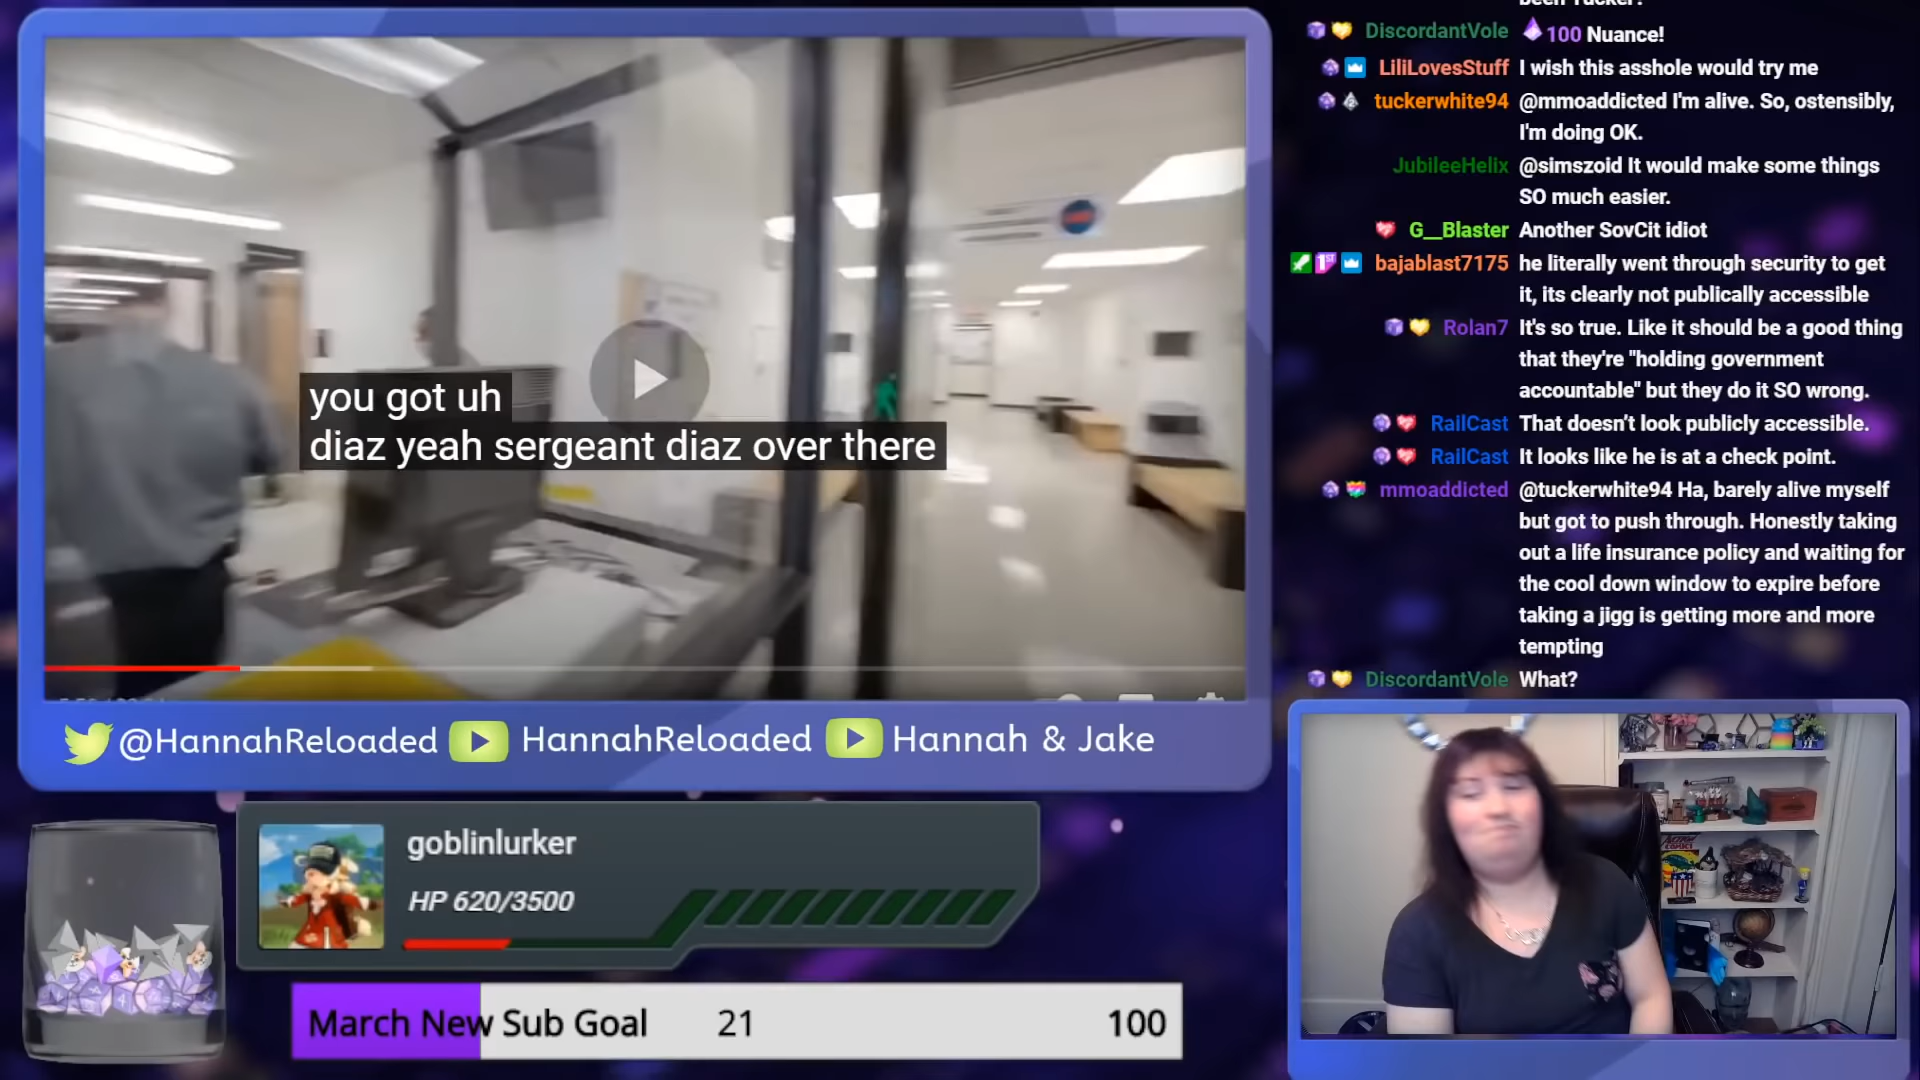 you got uh
diaz yeah sergeant diaz over there
@HannahReloaded HannahReloaded Hannah & Jake
goblinlurker
HP 620/3500
March New Sub Goal 21 100
DiscordantVole 100 Nuance!
LiliLovesStuff I wish this asshole would try me
tuckerwhite94 @mmoaddicted I'm alive. So, ostensibly,
I'm doing OK.
JubileeHelix @simszoid It would make some things
SO much easier.
G__Blaster Another SovCit idiot
bajablast7175 he literally went through security to get
it, its clearly not publically accessible
Rolan7 It's so true. Like it should be a good thing
that they're "holding government
accountable" but they do it SO wrong.
RailCast That doesn't look publicly accessible.
RailCast It looks like he is at a check point.
mmoaddicted @tuckerwhite94 Ha, barely alive myself
but got to push through. Honestly taking
out a life insurance policy and waiting for
the cool down window to expire before
taking a jigg is getting more and more
tempting
DiscordantVole What?